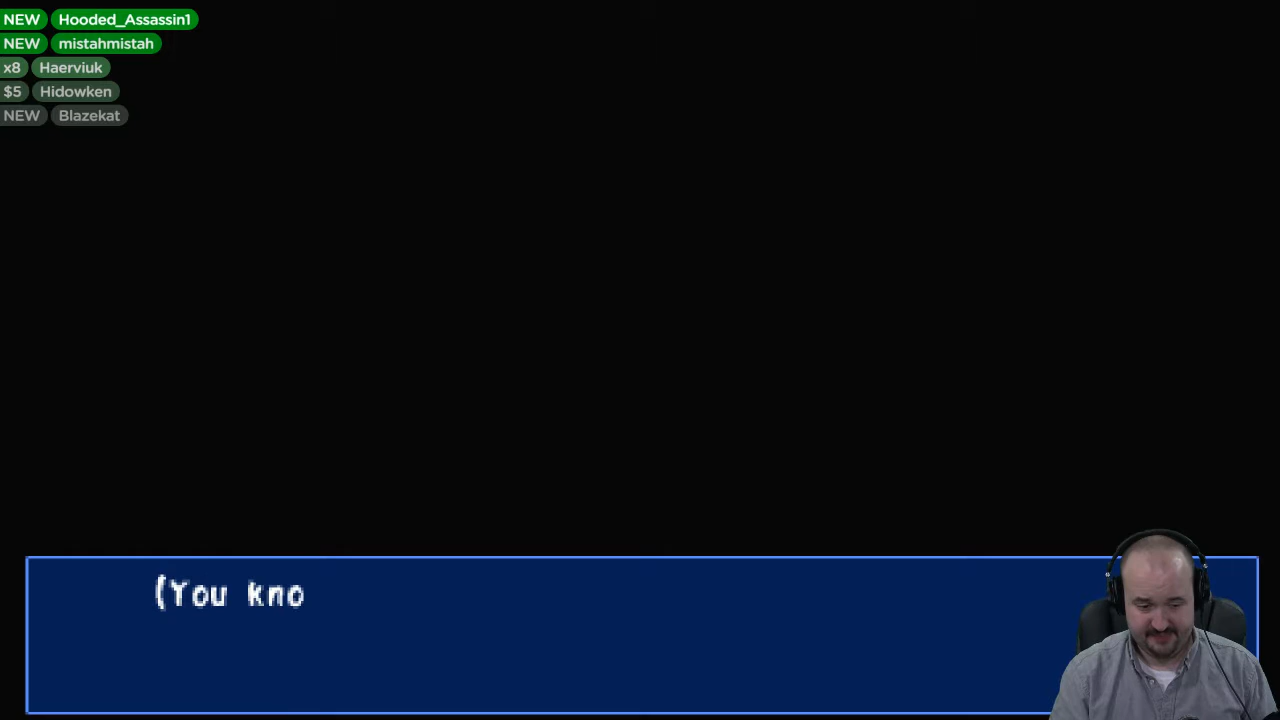 NEW Hooded_Assassin1
NEW mistahmistah
x8 Haerviuk
$5 Hidowken
NEW Blazekat
(You kno